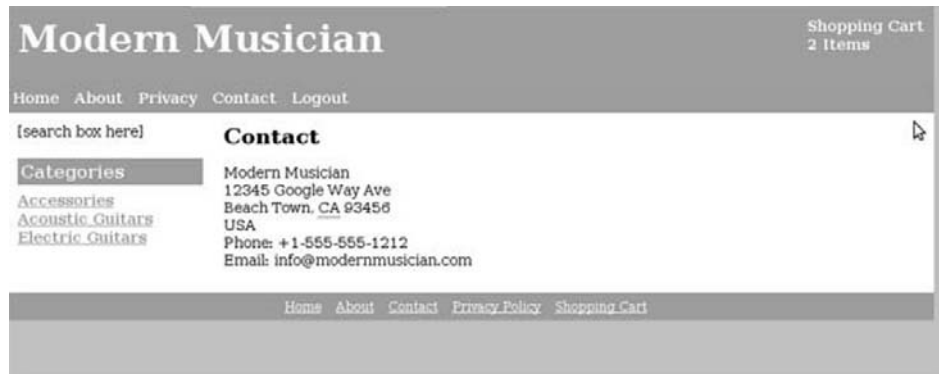 Modern Musician
Shopping Cart
2 Items
Home About Privacy Contact Logout
[search box here]
Categories
Accessories
Acoustic Guitars
Electric Guitars
Contact
Modern Musician
12345 Google Way Ave
Beach Town, CA 93456
USA
Phone: +1-555-555-1212
Email: info@modernmusician.com
Home About Contact Privacy Policy Shopping Cart